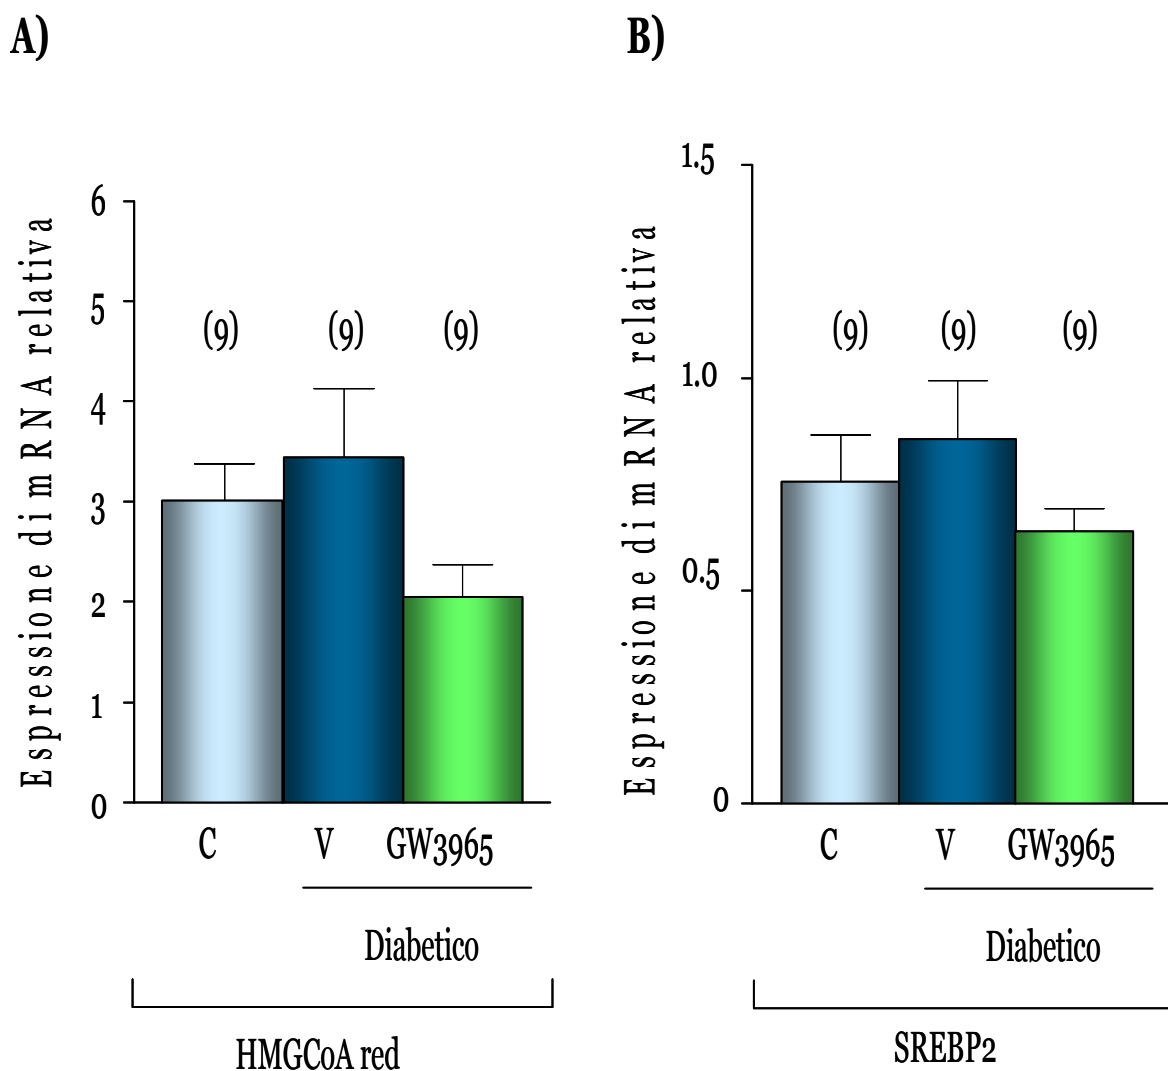 A)
Espressione di mRNA relativa
6
5
4
3
2
1
0
(9) (9) (9)
C V GW3965
Diabetico
HMGCoA red
B)
Espressione di mRNA relativa
1.5
1.0
0.5
0
(9) (9) (9)
C V GW3965
Diabetico
SREBP2